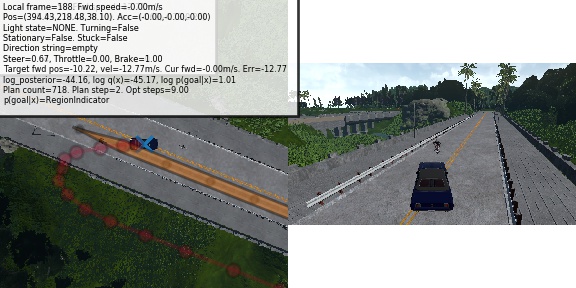 Local frame=188. Fwd speed=-0.00m/s
Pos=(394.43,218.48,38.10). Acc=(-0.00,-0.00,-0.00)
Light state=NONE. Turning=False
Stationary=False. Stuck=False
Direction string=empty
Steer=0.67, Throttle=0.00, Brake=1.00
Target fwd pos=-10.22, vel=-12.77m/s. Cur fwd=-0.00m/s. Err=-12.77
log_posterior=-44.16, log q(x)=-45.17, log p(goal|x)=1.01
Plan count=718. Plan step=2. Opt steps=9.00
p(goal|x)=RegionIndicator